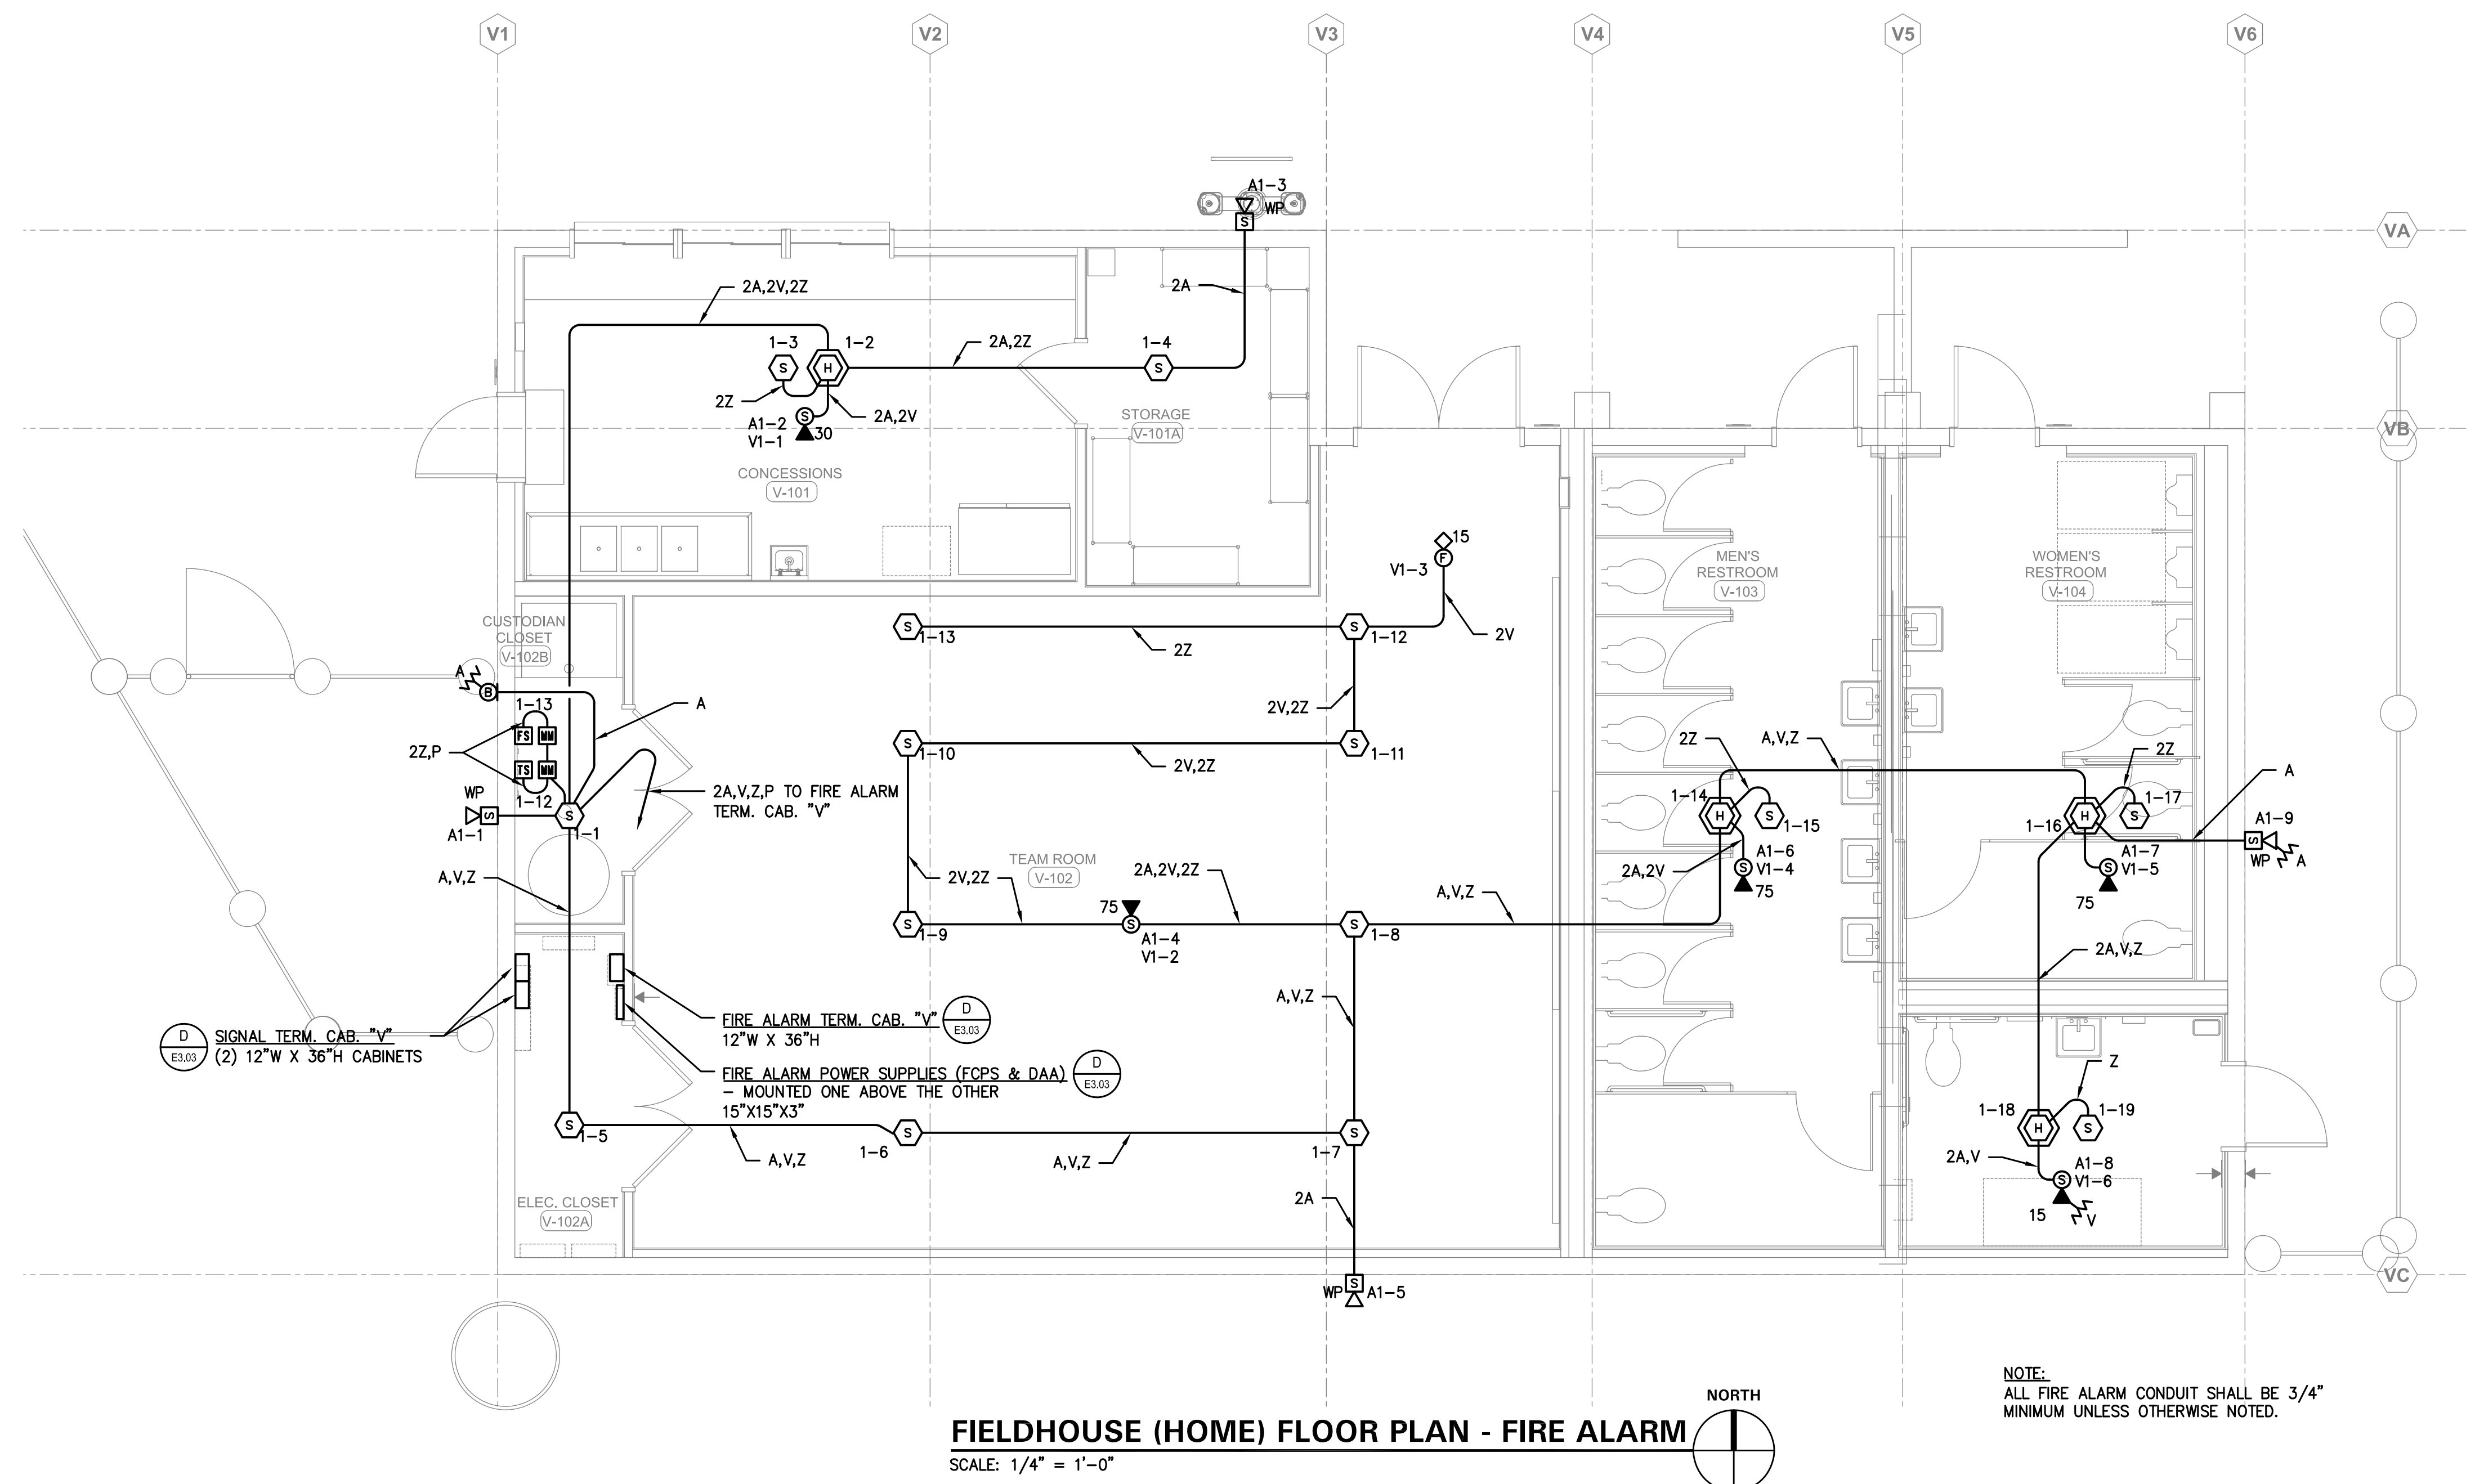 V1
V2
V3
V4
V5
V6
A1-3
WP
S
VA
2A,2V,2Z
2A
1-3
1-2
2A,2Z
1-4
S
H
S
2Z
2A,2V
A1-2
V1-1
S
30
STORAGE
V-101A
VB
CONCESSIONS
V-101
15
F
V1-3
MEN'S
RESTROOM
V-103
WOMEN'S
RESTROOM
V-104
CUSTODIAN
CLOSET
V-102B
S
1-13
2Z
S
1-12
2V
A
B
1-13
A
2V,2Z
FS
MM
2Z,P
TS
MM
1-12
S
1-10
2V,2Z
S
1-11
2Z
A,V,Z
2Z
A
WP
S
A1-1
S
1-1
2A,V,Z,P TO FIRE ALARM
TERM. CAB. "V"
1-14
H
S
1-15
1-16
H
S
1-17
A1-9
S
WP
A
A,V,Z
TEAM ROOM
V-102
2V,2Z
2A,2V,2Z
2A,2V
A1-6
V1-4
S
75
A1-7
V1-5
S
75
A,V,Z
S
1-9
75
S
A1-4
V1-2
S
1-8
2A,V,Z
A,V,Z
D
E3.03
SIGNAL TERM. CAB. "V"
(2) 12"W X 36"H CABINETS
FIRE ALARM TERM. CAB. "V"
12"W X 36"H
D
E3.03
FIRE ALARM POWER SUPPLIES (FCPS & DAA)
- MOUNTED ONE ABOVE THE OTHER
15"X15"X3"
D
E3.03
Z
1-18
H
S
1-19
S
1-5
A,V,Z
S
1-6
A,V,Z
S
1-7
2A,V
A1-8
V1-6
S
15
V
ELEC. CLOSET
V-102A
2A
WP
S
A1-5
VC
NOTE:
ALL FIRE ALARM CONDUIT SHALL BE 3/4"
MINIMUM UNLESS OTHERWISE NOTED.
NORTH
FIELDHOUSE (HOME) FLOOR PLAN - FIRE ALARM
SCALE: 1/4" = 1'-0"